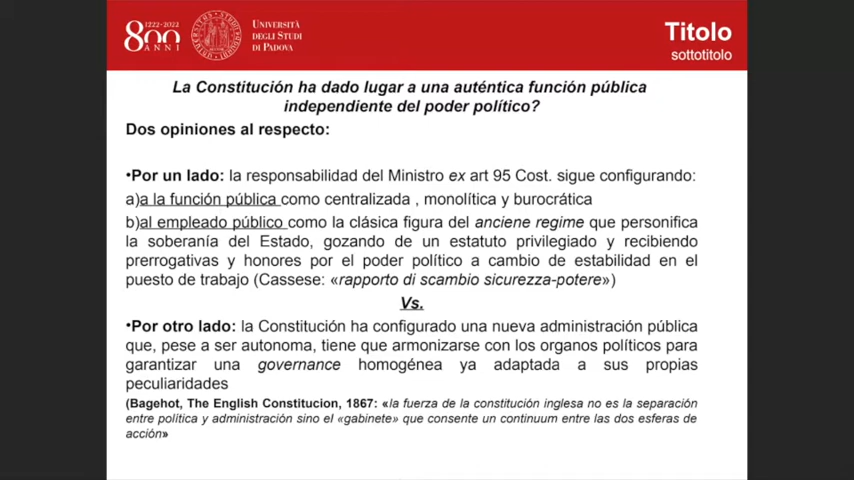 1222-2022
800
ANNI
UNIVERSITÀ
DEGLI STUDI
DI PADOVA
Titolo
sottotitolo
La Constitución ha dado lugar a una auténtica función pública
independiente del poder político?
Dos opiniones al respecto:
•Por un lado: la responsabilidad del Ministro ex art 95 Cost. sigue configurando:
a)a la función pública como centralizada , monolítica y burocrática
b)al empleado público como la clásica figura del anciene regime que personifica
la soberanía del Estado, gozando de un estatuto privilegiado y recibiendo
prerrogativas y honores por el poder político a cambio de estabilidad en el
puesto de trabajo (Cassese: «rapporto di scambio sicurezza-potere»)
Vs.
•Por otro lado: la Constitución ha configurado una nueva administración pública
que, pese a ser autonoma, tiene que armonizarse con los organos políticos para
garantizar una governance homogénea ya adaptada a sus propias
peculiaridades
(Bagehot, The English Constitucion, 1867: «la fuerza de la constitución inglesa no es la separación
entre política y administración sino el «gabinete» que consente un continuum entre las dos esferas de
acción»